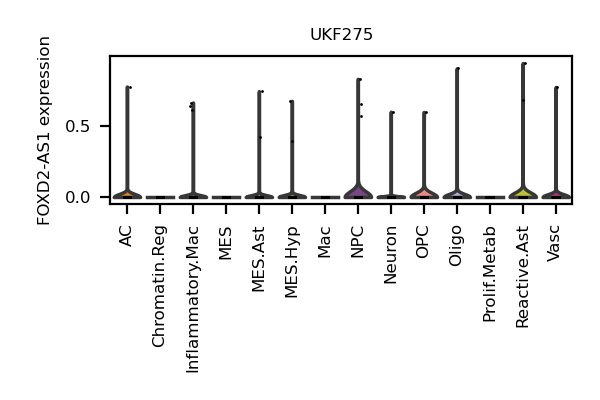 UKF275
FOXD2-AS1 expression
0.5
0.0
AC
Chromatin.Reg
Inflammatory.Mac
MES
MES.Ast
MES.Hyp
Mac
NPC
Neuron
OPC
Oligo
Prolif.Metab
Reactive.Ast
Vasc